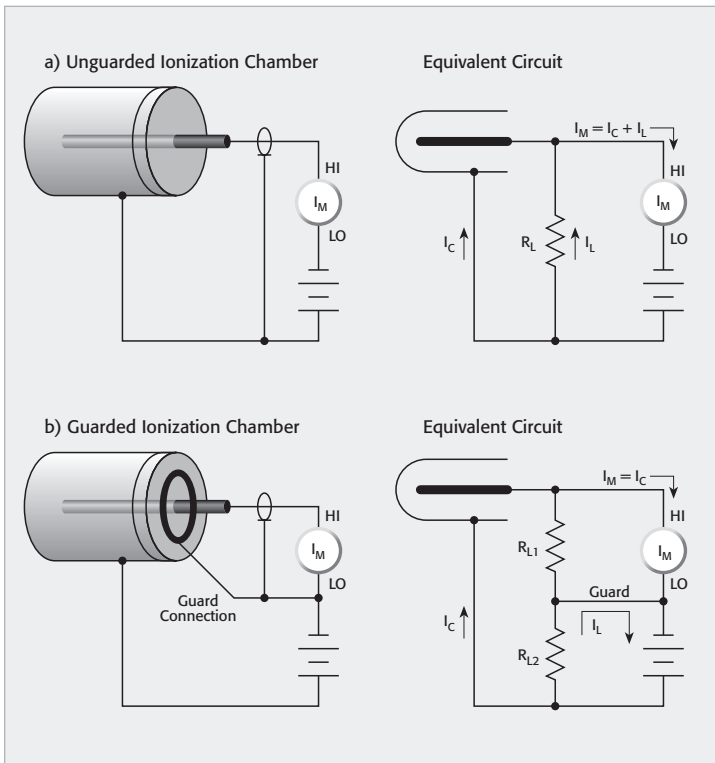 a) Unguarded Ionization Chamber
Equivalent Circuit
HI
I_M
LO
I_M = I_C + I_L
HI
I_M
LO
I_C
R_L
I_L
b) Guarded Ionization Chamber
Equivalent Circuit
HI
I_M
LO
Guard
Connection
I_M = I_C
HI
I_M
LO
R_L1
Guard
I_L
I_C
R_L2